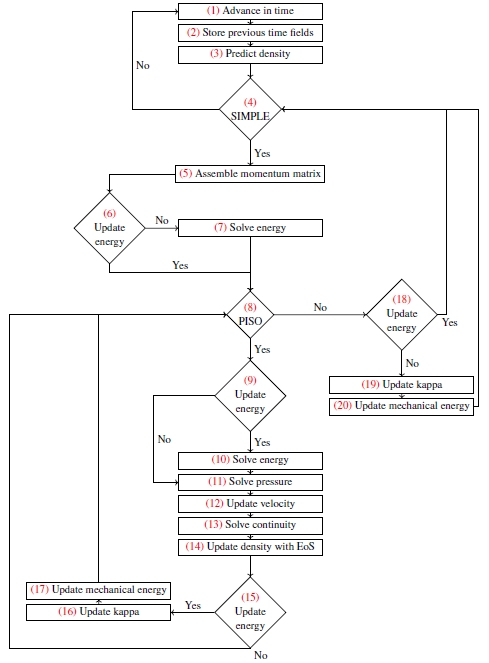 (1) Advance in time
(2) Store previous time fields
(3) Predict density
No
(4)
SIMPLE
Yes
(5) Assemble momentum matrix
(6)
Update
energy
No
(7) Solve energy
Yes
(8)
PISO
No
(18)
Update
energy
Yes
Yes
No
(9)
Update
energy
(19) Update kappa
(20) Update mechanical energy
No
Yes
(10) Solve energy
(11) Solve pressure
(12) Update velocity
(13) Solve continuity
(14) Update density with EoS
(17) Update mechanical energy
(16) Update kappa
Yes
(15)
Update
energy
No